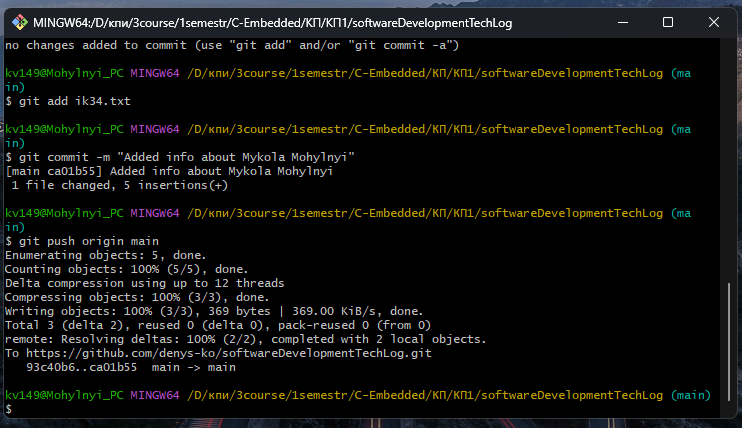 MINGW64:/D/кпи/3course/1semestr/C-Embedded/КП/КП1/softwareDevelopmentTechLog
no changes added to commit (use "git add" and/or "git commit -a")
kv149@Mohylnyi_PC MINGW64 /D/кпи/3course/1semestr/C-Embedded/КП/КП1/softwareDevelopmentTechLog (ma
in)
$ git add ik34.txt
kv149@Mohylnyi_PC MINGW64 /D/кпи/3course/1semestr/C-Embedded/КП/КП1/softwareDevelopmentTechLog (ma
in)
$ git commit -m "Added info about Mykola Mohylnyi"
[main ca01b55] Added info about Mykola Mohylnyi
 1 file changed, 5 insertions(+)
kv149@Mohylnyi_PC MINGW64 /D/кпи/3course/1semestr/C-Embedded/КП/КП1/softwareDevelopmentTechLog (ma
in)
$ git push origin main
Enumerating objects: 5, done.
Counting objects: 100% (5/5), done.
Delta compression using up to 12 threads
Compressing objects: 100% (3/3), done.
Writing objects: 100% (3/3), 369 bytes | 369.00 KiB/s, done.
Total 3 (delta 2), reused 0 (delta 0), pack-reused 0 (from 0)
remote: Resolving deltas: 100% (2/2), completed with 2 local objects.
To https://github.com/denys-ko/softwareDevelopmentTechLog.git
   93c40b6..ca01b55  main -> main
kv149@Mohylnyi_PC MINGW64 /D/кпи/3course/1semestr/C-Embedded/КП/КП1/softwareDevelopmentTechLog (main)
$